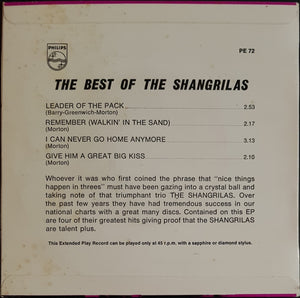 PHILIPS
PE 72
THE BEST OF THE SHANGRILAS
LEADER OF THE PACK 2.53
(Barry-Greenwich-Morton)
REMEMBER (WALKIN' IN THE SAND) 2.17
(Morton)
I CAN NEVER GO HOME ANYMORE 3.13
(Morton)
GIVE HIM A GREAT BIG KISS 2.10
(Morton)
Whoever it was who first coined the phrase that "nice things
happen in threes" must have been gazing into a crystal ball and
taking note of that triumphant trio THE SHANGRILAS. Over the
past few years they have had tremendous success in our
national charts with a great many discs. Contained on this EP
are four of their greatest hits giving proof that the SHANGRILAS
are talent plus.
This Extended Play Record can be played only at 45 r.p.m. with a sapphire or diamond stylus.